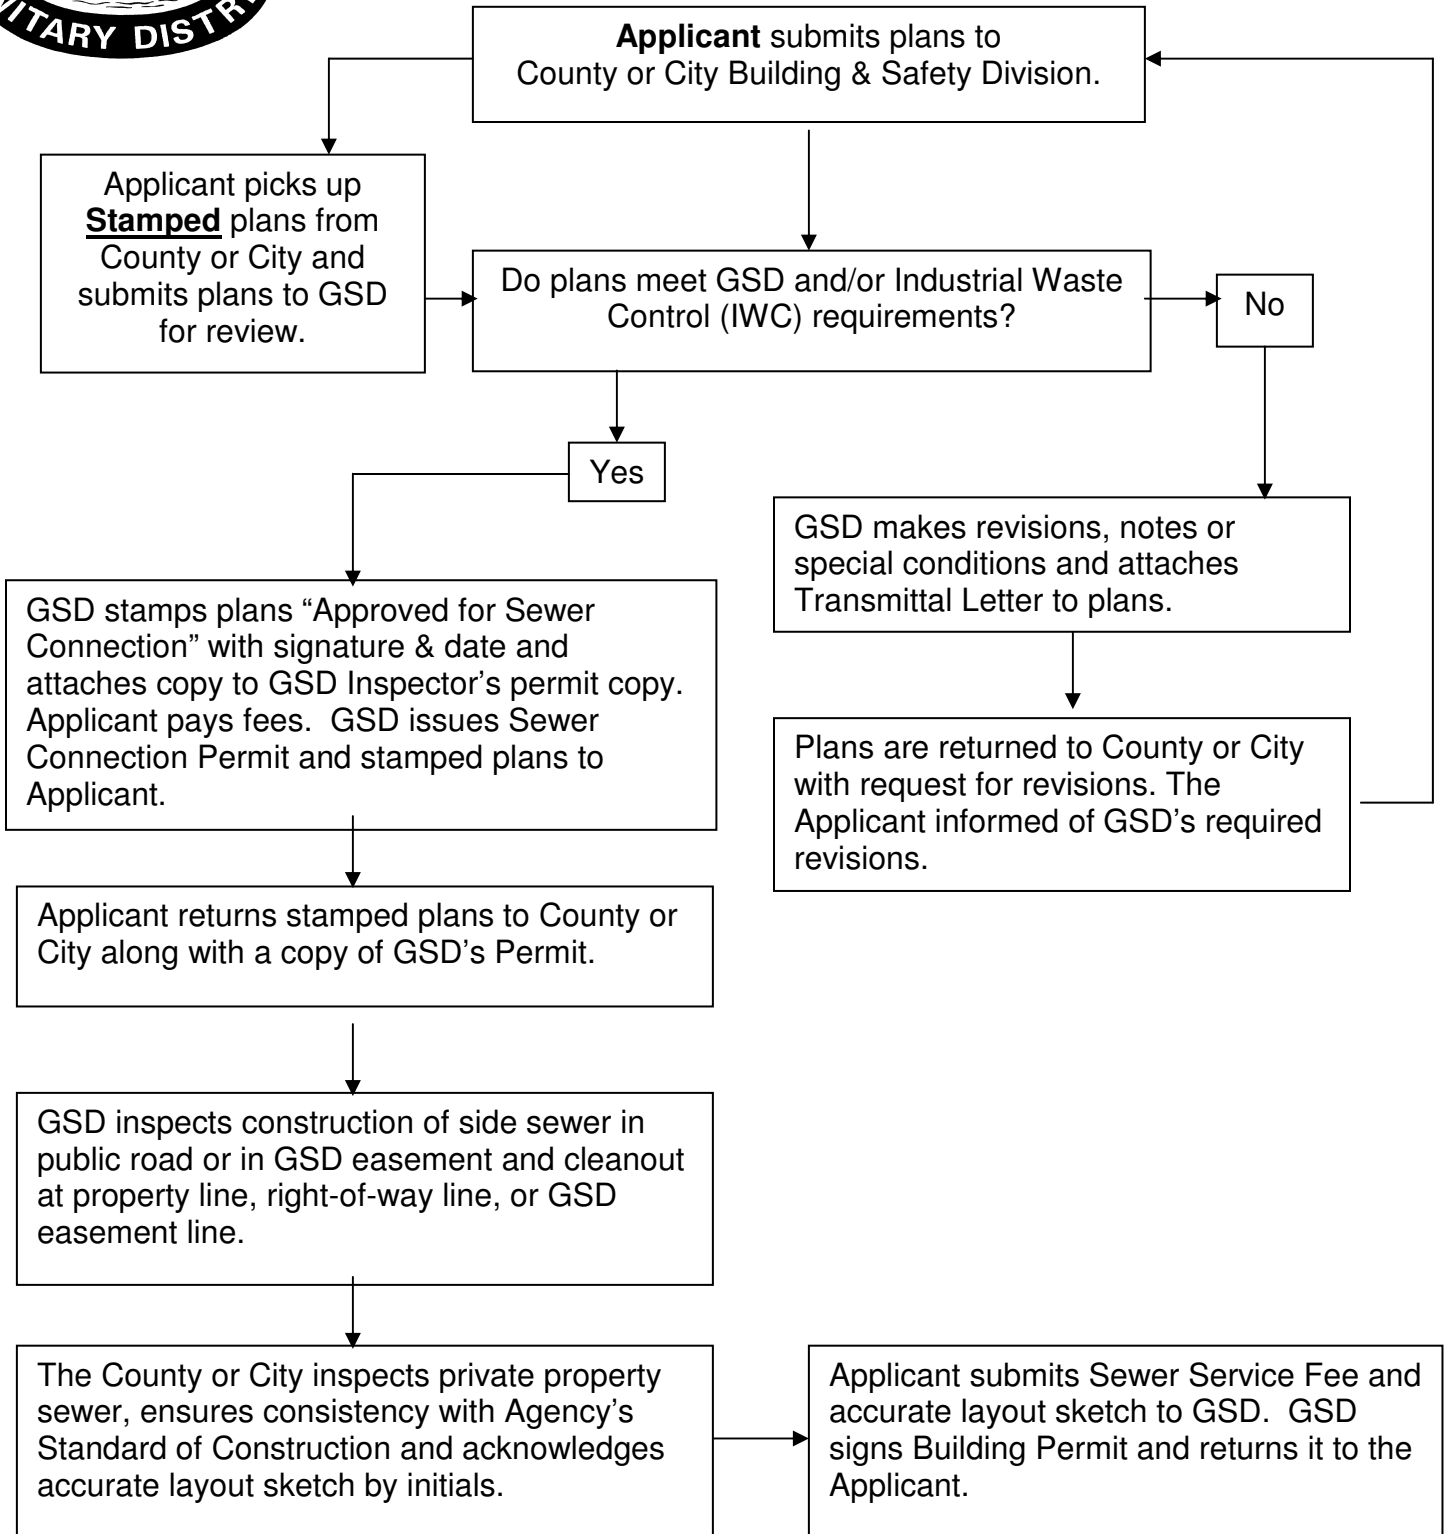 NITARY DISTRI
Applicant submits plans to
County or City Building & Safety Division.
Applicant picks up
Stamped plans from
County or City and
submits plans to GSD
for review.
Do plans meet GSD and/or Industrial Waste
Control (IWC) requirements?
No
Yes
GSD makes revisions, notes or
special conditions and attaches
Transmittal Letter to plans.
GSD stamps plans “Approved for Sewer
Connection” with signature & date and
attaches copy to GSD Inspector’s permit copy.
Applicant pays fees.  GSD issues Sewer
Connection Permit and stamped plans to
Applicant.
Plans are returned to County or City
with request for revisions. The
Applicant informed of GSD’s required
revisions.
Applicant returns stamped plans to County or
City along with a copy of GSD’s Permit.
GSD inspects construction of side sewer in
public road or in GSD easement and cleanout
at property line, right-of-way line, or GSD
easement line.
The County or City inspects private property
sewer, ensures consistency with Agency’s
Standard of Construction and acknowledges
accurate layout sketch by initials.
Applicant submits Sewer Service Fee and
accurate layout sketch to GSD.  GSD
signs Building Permit and returns it to the
Applicant.